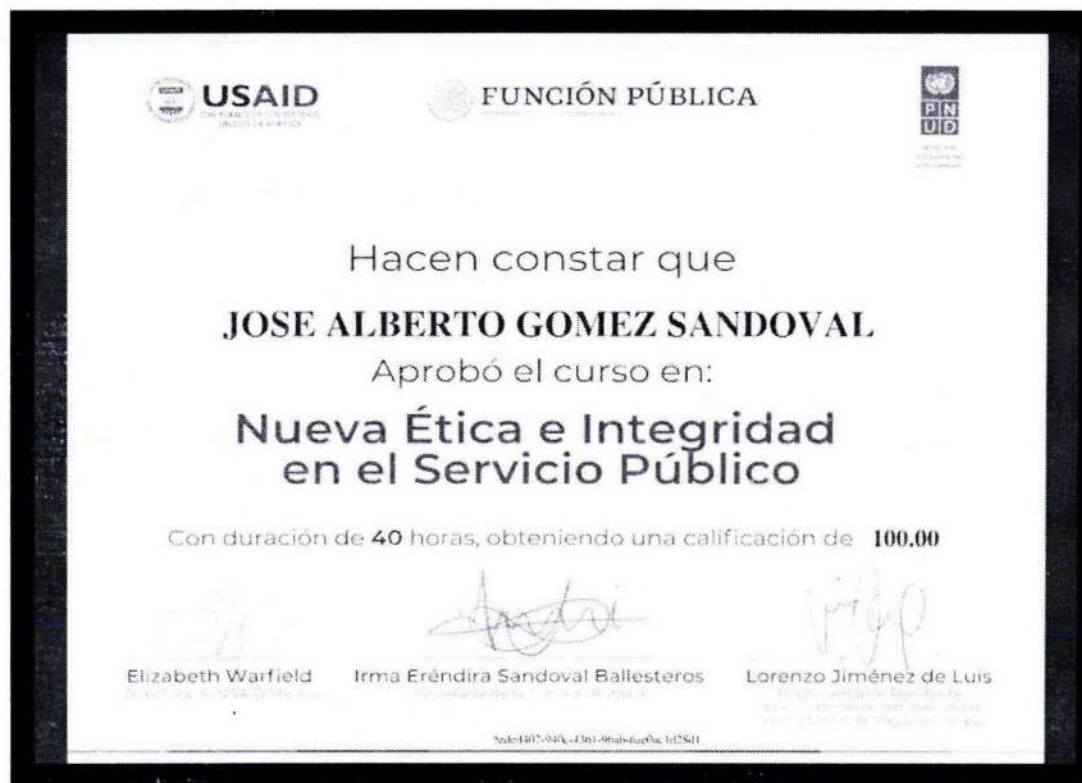 USAID
FUNCIÓN PÚBLICA
PN
UD
Hacen constar que
JOSE ALBERTO GOMEZ SANDOVAL
Aprobó el curso en:
Nueva Ética e Integridad
en el Servicio Público
Con duración de 40 horas, obteniendo una calificación de 100.00
Elizabeth Warfield
Irma Eréndira Sandoval Ballesteros
Lorenzo Jiménez de Luis